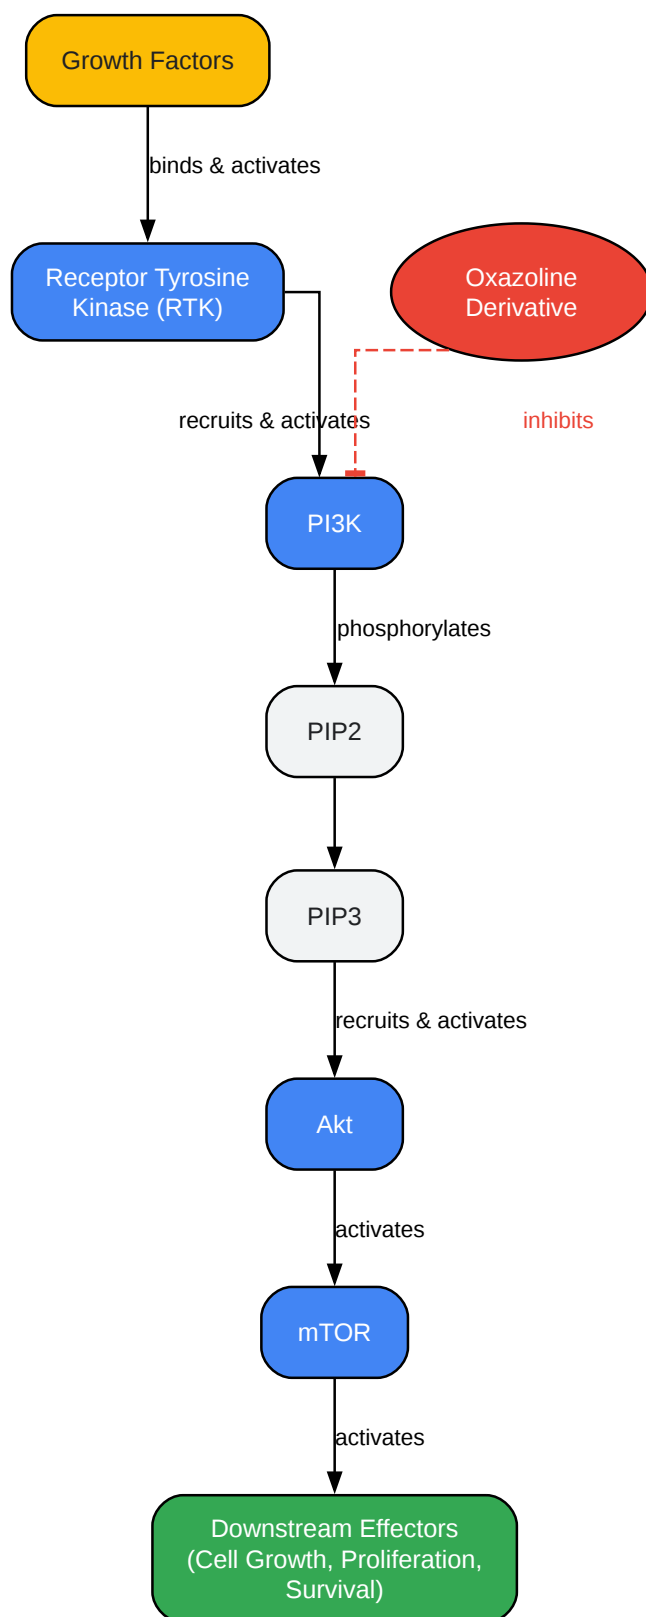 Growth Factors
binds & activates
Receptor Tyrosine
Kinase (RTK)
Oxazoline
Derivative
recruits & activates
inhibits
PI3K
phosphorylates
PIP2
PIP3
recruits & activates
Akt
activates
mTOR
activates
Downstream Effectors
(Cell Growth, Proliferation,
Survival)